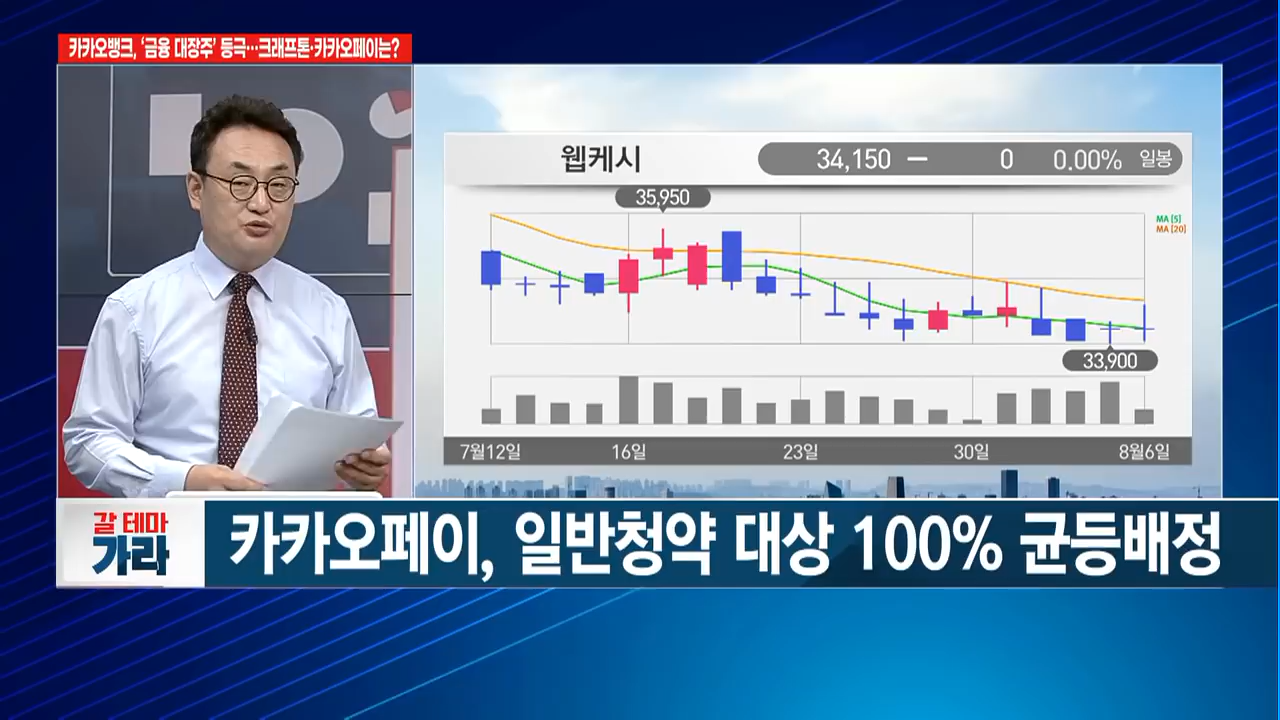 카카오뱅크, ‘금융 대장주’ 등극…크래프톤·카카오페이는?
웹케시
34,150 — 0 0.00% 일봉
35,950
MA [5]
MA [20]
33,900
7월12일 16일 23일 30일 8월6일
갈 테마
가라
카카오페이, 일반청약 대상 100% 균등배정